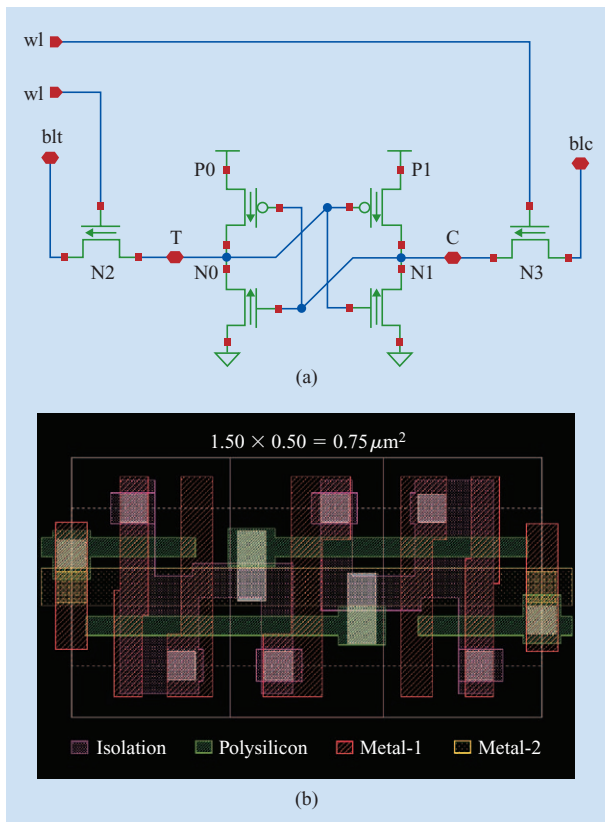 wl
wl
blt
P0
P1
blc
T
C
N2
N0
N1
N3
(a)
1.50 × 0.50 = 0.75 μm²
Isolation
Polysilicon
Metal-1
Metal-2
(b)